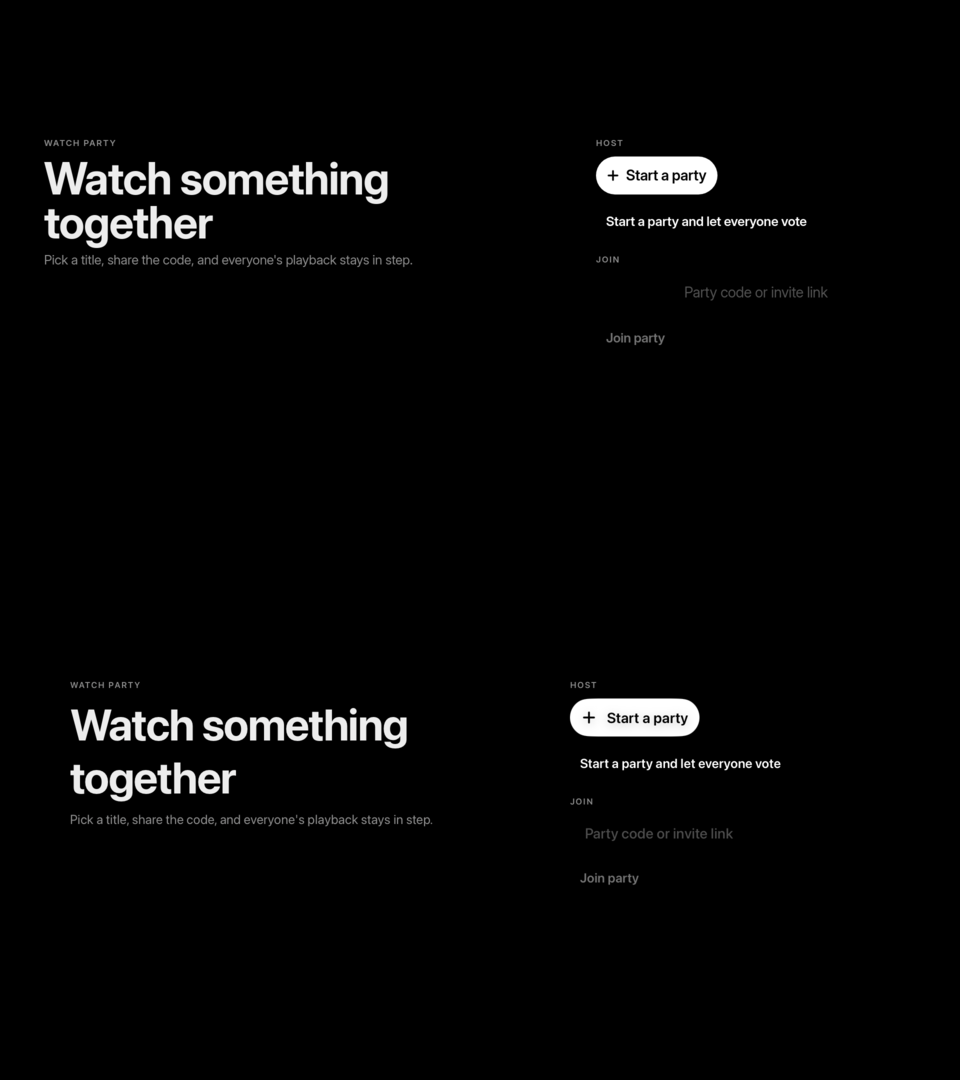 WATCH PARTY
Watch something
together
Pick a title, share the code, and everyone's playback stays in step.
HOST
+ Start a party
Start a party and let everyone vote
JOIN
Party code or invite link
Join party
WATCH PARTY
Watch something
together
Pick a title, share the code, and everyone's playback stays in step.
HOST
+ Start a party
Start a party and let everyone vote
JOIN
Party code or invite link
Join party